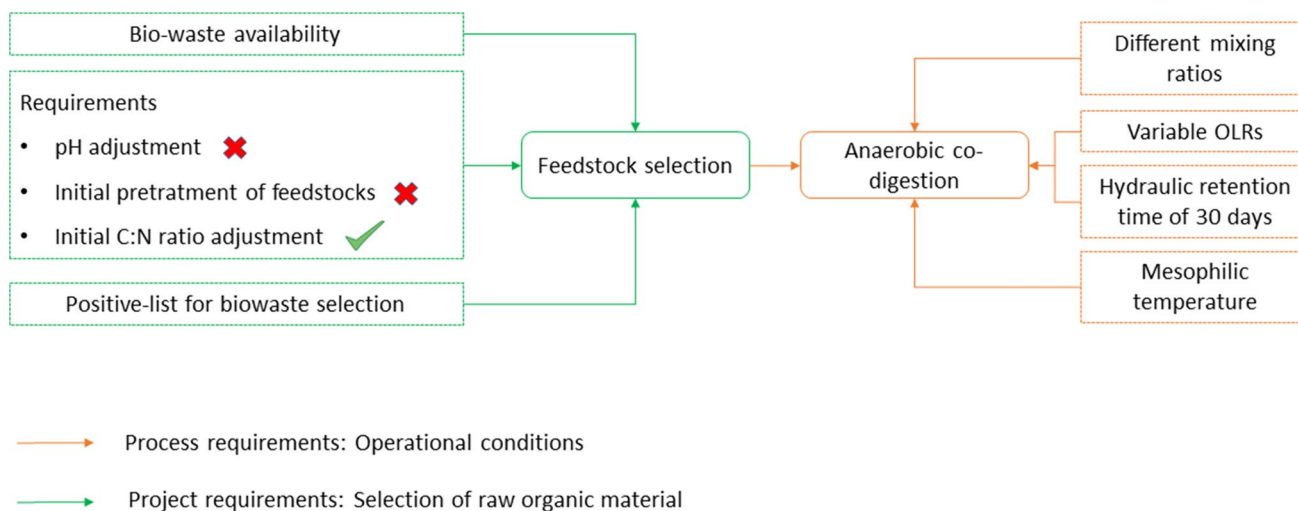 Bio-waste availability
Requirements
• pH adjustment
• Initial pretratment of feedstocks
• Initial C:N ratio adjustment
Positive-list for biowaste selection
Feedstock selection
Anaerobic co-
digestion
Different mixing
ratios
Variable OLRs
Hydraulic retention
time of 30 days
Mesophilic
temperature
Process requirements: Operational conditions
Project requirements: Selection of raw organic material